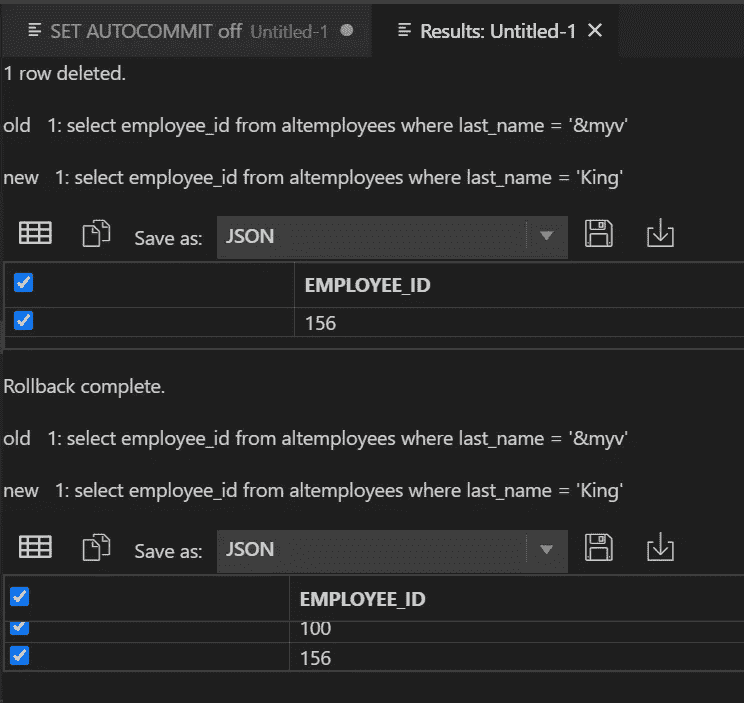 SET AUTOCOMMIT off Untitled-1
Results: Untitled-1
1 row deleted.
old 1: select employee_id from altemployees where last_name = '&myv'
new 1: select employee_id from altemployees where last_name = 'King'
Save as: JSON
EMPLOYEE_ID
156
Rollback complete.
old 1: select employee_id from altemployees where last_name = '&myv'
new 1: select employee_id from altemployees where last_name = 'King'
Save as: JSON
EMPLOYEE_ID
100
156